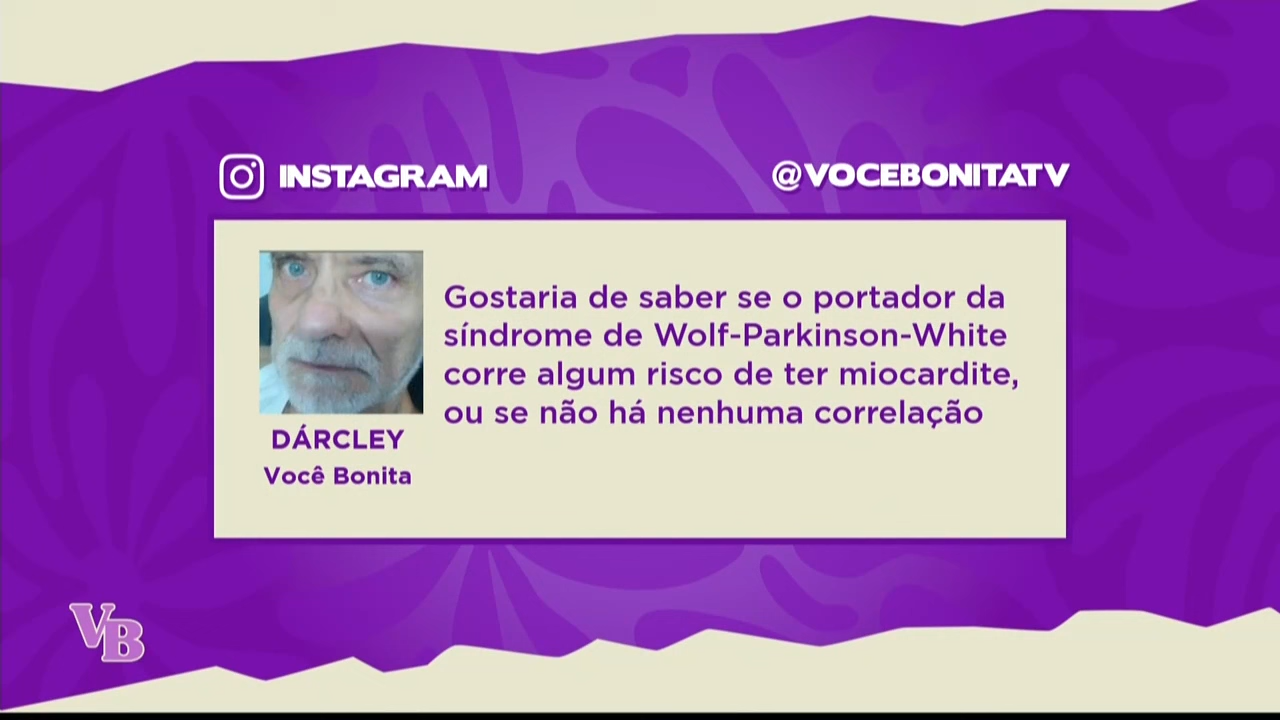 INSTAGRAM
@VOCEBONITATV
Gostaria de saber se o portador da
síndrome de Wolf-Parkinson-White
corre algum risco de ter miocardite,
ou se não há nenhuma correlação
DÁRCLEY
Você Bonita
VB